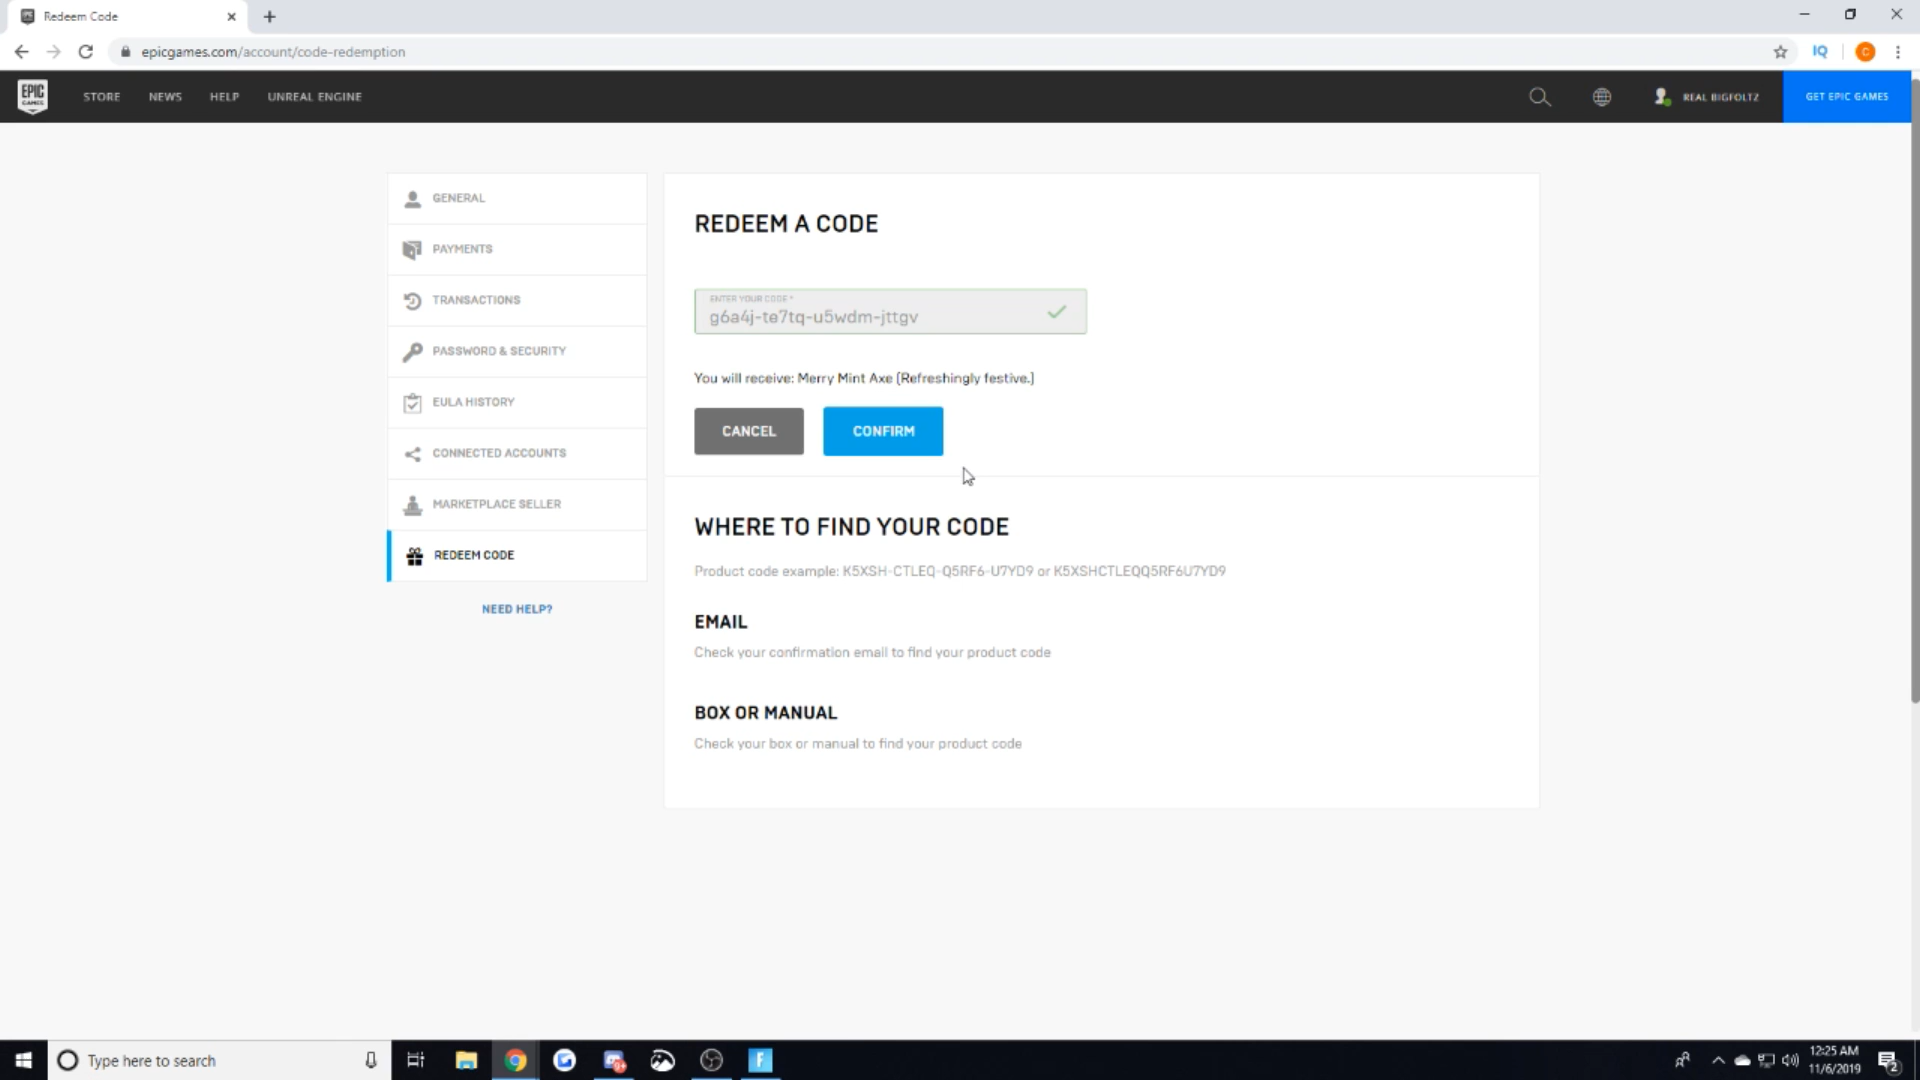 Redeem Code
epicgames.com/account/code-redemption
IQ
C
EPIC
GAMES
STORE
NEWS
HELP
UNREAL ENGINE
REAL BIGFOLTZ
GET EPIC GAMES
GENERAL
PAYMENTS
TRANSACTIONS
PASSWORD & SECURITY
EULA HISTORY
CONNECTED ACCOUNTS
MARKETPLACE SELLER
REDEEM CODE
NEED HELP?
REDEEM A CODE
ENTER YOUR CODE *
g6a4j-te7tq-u5wdm-jttgv
You will receive: Merry Mint Axe (Refreshingly festive.)
CANCEL
CONFIRM
WHERE TO FIND YOUR CODE
Product code example: K5XSH-CTLEQ-Q5RF6-U7YD9 or K5XSHCTLEQQ5RF6U7YD9
EMAIL
Check your confirmation email to find your product code
BOX OR MANUAL
Check your box or manual to find your product code
Type here to search
F
12:25 AM
11/6/2019
2